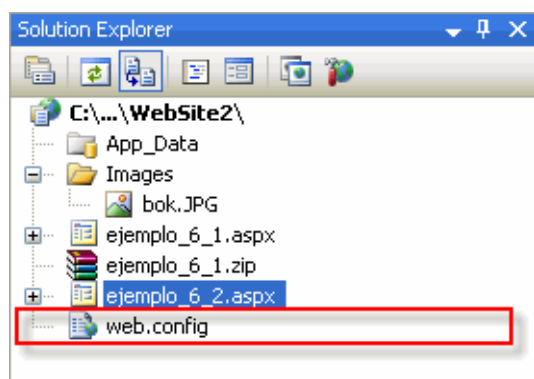 Solution Explorer
C:\...\WebSite2\
App_Data
Images
bok.JPG
ejemplo_6_1.aspx
ejemplo_6_1.zip
ejemplo_6_2.aspx
web.config